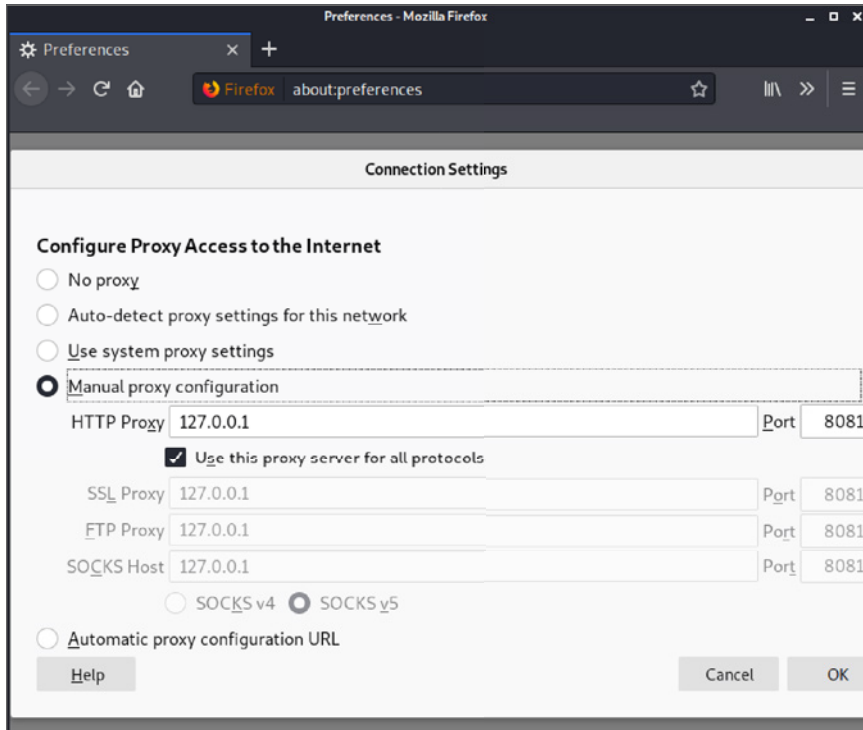 Preferences - Mozilla Firefox
Preferences
Firefox about:preferences
Connection Settings
Configure Proxy Access to the Internet
No proxy
Auto-detect proxy settings for this network
Use system proxy settings
Manual proxy configuration
HTTP Proxy 127.0.0.1 Port 8081
Use this proxy server for all protocols
SSL Proxy 127.0.0.1 Port 8081
FTP Proxy 127.0.0.1 Port 8081
SOCKS Host 127.0.0.1 Port 8081
SOCKS v4 SOCKS v5
Automatic proxy configuration URL
Help Cancel OK